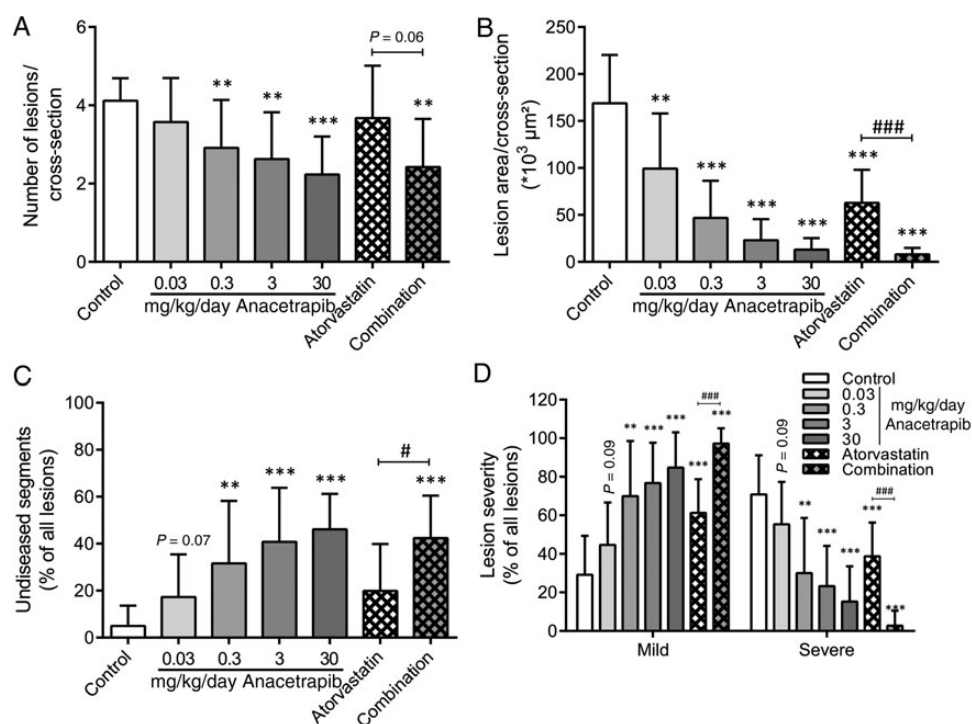 A
Number of lesions/
cross-section
6
4
2
0
P = 0.06
** ** *** **
Control
0.03 0.3 3 30
mg/kg/day Anacetrapib
Atorvastatin
Combination
B
Lesion area/cross-section
(*10³ µm²)
250
200
150
100
50
0
###
** *** *** *** *** ***
Control
0.03 0.3 3 30
mg/kg/day Anacetrapib
Atorvastatin
Combination
C
Undiseased segments
(% of all lesions)
100
80
60
40
20
0
#
P = 0.07 ** *** *** ***
Control
0.03 0.3 3 30
mg/kg/day Anacetrapib
Atorvastatin
Combination
D
Lesion severity
(% of all lesions)
120
100
80
60
40
20
0
P = 0.09 ** *** *** *** ### ***
P = 0.09 ** *** *** *** ### ***
Mild Severe
Control
0.03
0.3
3
30
mg/kg/day
Anacetrapib
Atorvastatin
Combination